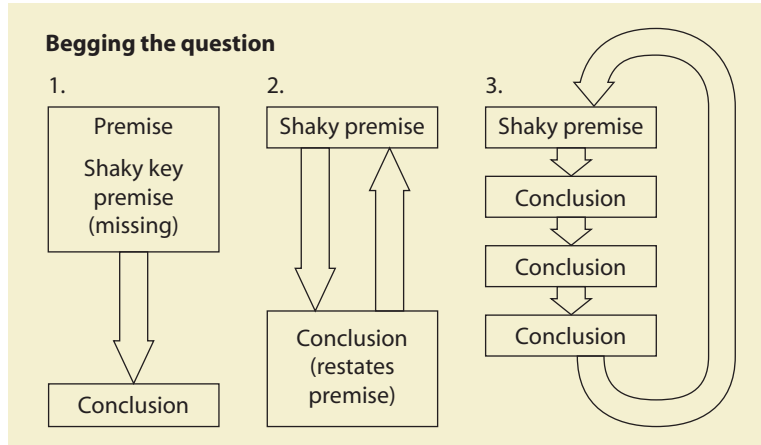 Begging the question
1.
Premise
Shaky key
premise
(missing)
Conclusion
2.
Shaky premise
Conclusion
(restates
premise)
3.
Shaky premise
Conclusion
Conclusion
Conclusion